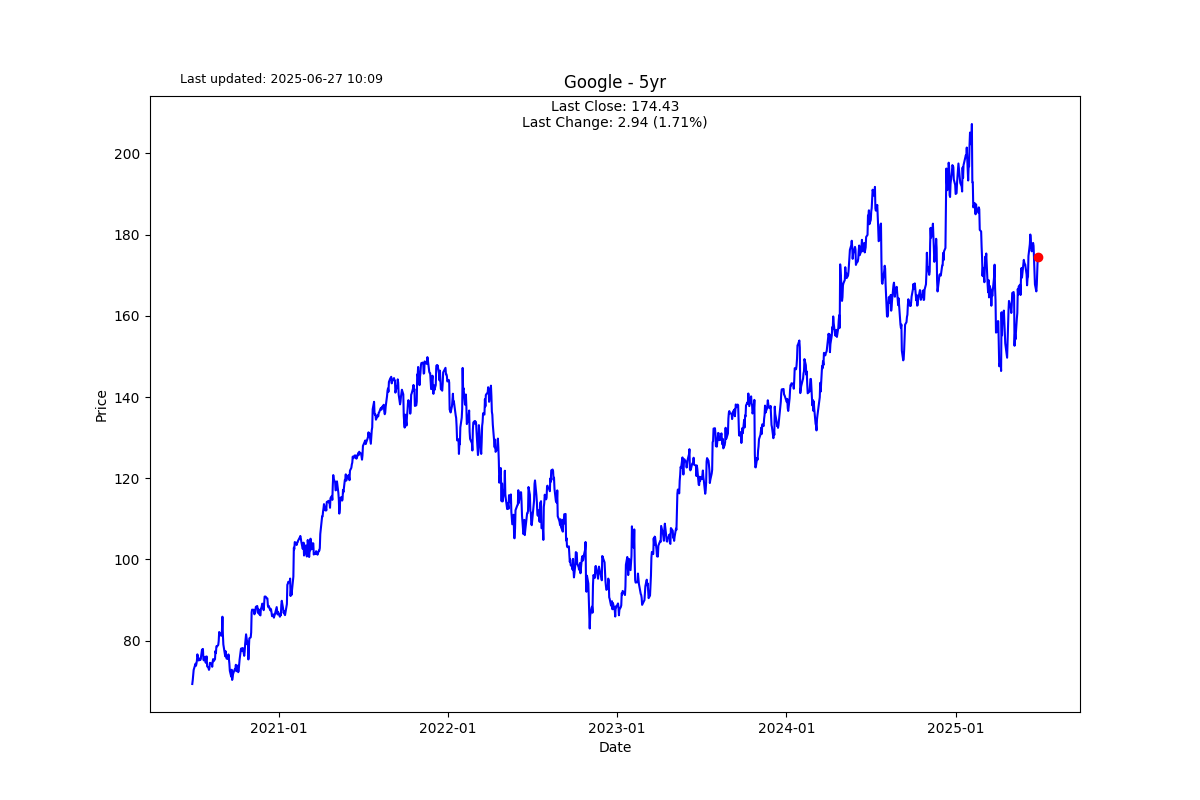 Last updated: 2025-06-27 10:09
Google - 5yr
Last Close: 174.43
Last Change: 2.94 (1.71%)
200
180
160
140
120
100
80
Price
2021-01
2022-01
2023-01
2024-01
2025-01
Date